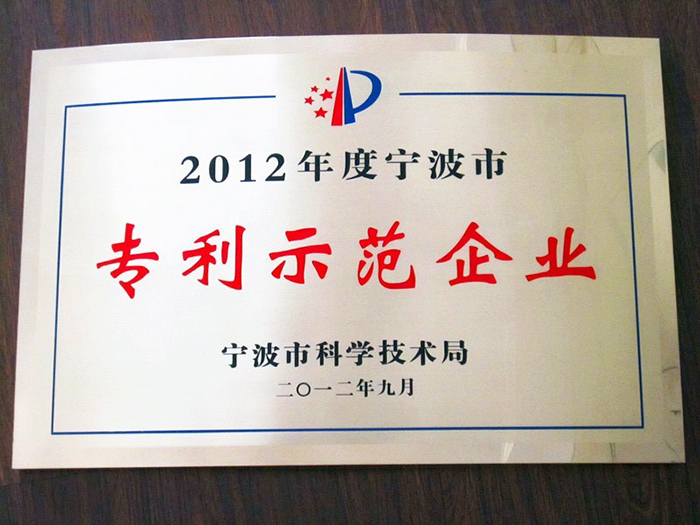 2012年度宁波市
专利示范企业
宁波市科学技术局
二〇一二年九月